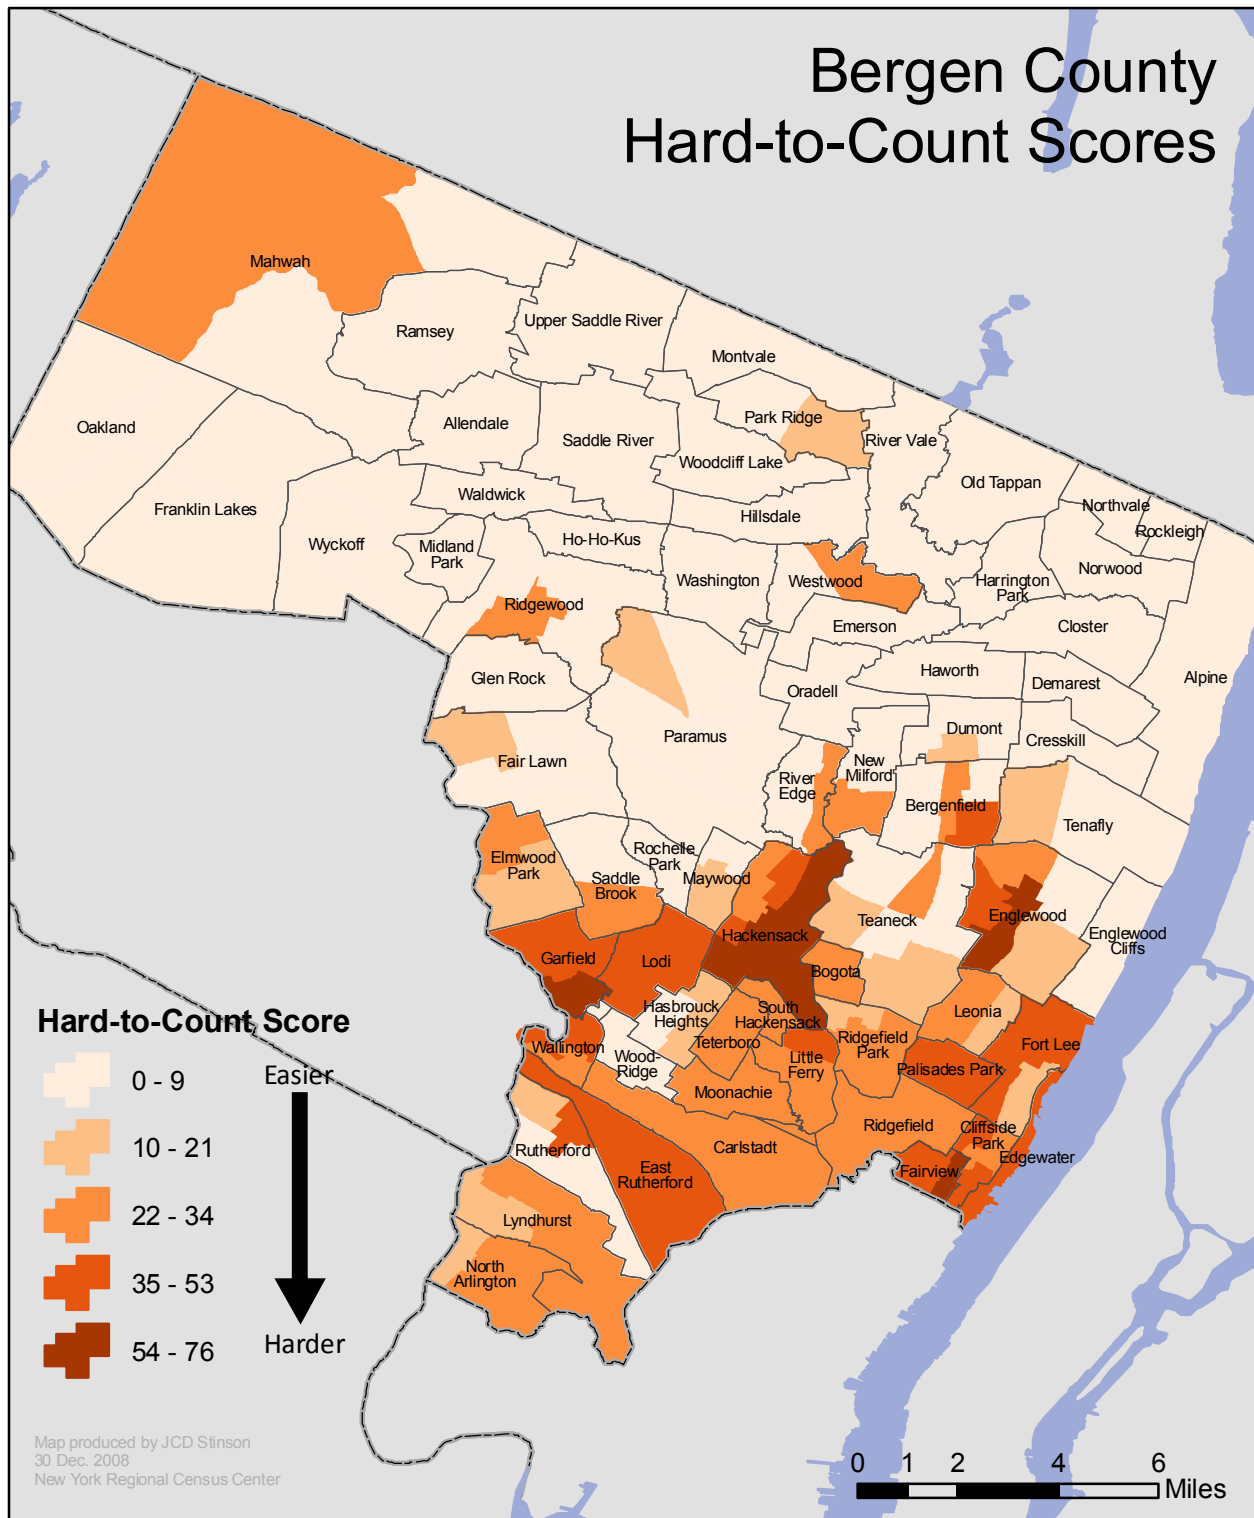 Bergen County
Hard-to-Count Scores
Mahwah
Ramsey
Upper Saddle River
Montvale
Oakland
Allendale
Saddle River
Park Ridge
River Vale
Woodcliff Lake
Old Tappan
Franklin Lakes
Waldwick
Hillsdale
Northvale
Rockleigh
Wyckoff
Midland
Park
Ho-Ho-Kus
Washington
Westwood
Harrington
Park
Norwood
Ridgewood
Emerson
Closter
Glen Rock
Oradell
Haworth
Demarest
Alpine
Fair Lawn
Paramus
Dumont
Cresskill
River
Edge
New
Milford
Bergenfield
Tenafly
Elmwood
Park
Saddle
Brook
Rochelle
Park
Maywood
Hackensack
Teaneck
Englewood
Englewood
Cliffs
Garfield
Lodi
Bogota
Hasbrouck
Heights
South
Hackensack
Leonia
Wallington
Wood-
Ridge
Teterboro
Little
Ferry
Ridgefield
Park
Fort Lee
Palisades Park
Moonachie
Rutherford
East
Rutherford
Carlstadt
Ridgefield
Cliffside
Park
Edgewater
Fairview
Lyndhurst
North
Arlington
Hard-to-Count Score
0 - 9
10 - 21
22 - 34
35 - 53
54 - 76
Easier
Harder
Map produced by JCD Stinson
30 Dec. 2008
New York Regional Census Center
0 1 2 4 6
Miles